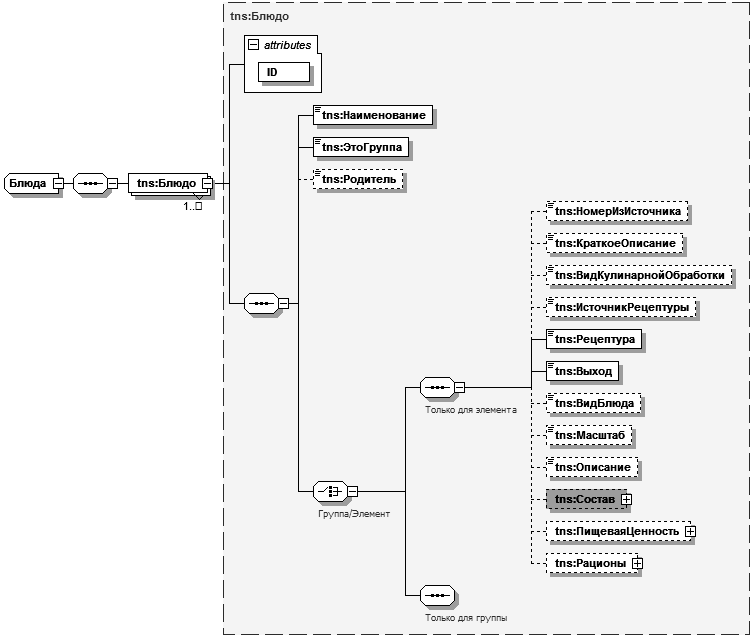 tns:Блюдо
attributes
ID
tns:Наименование
tns:ЭтоГруппа
tns:Родитель
Блюда
tns:Блюдо
1..
tns:НомерИзИсточника
tns:КраткоеОписание
tns:ВидКулинарнойОбработки
tns:ИсточникРецептуры
tns:Рецептура
tns:Выход
Только для элемента
tns:ВидБлюда
tns:Масштаб
tns:Описание
tns:Состав
Группа/Элемент
tns:ПищеваяЦенность
tns:Рационы
Только для группы